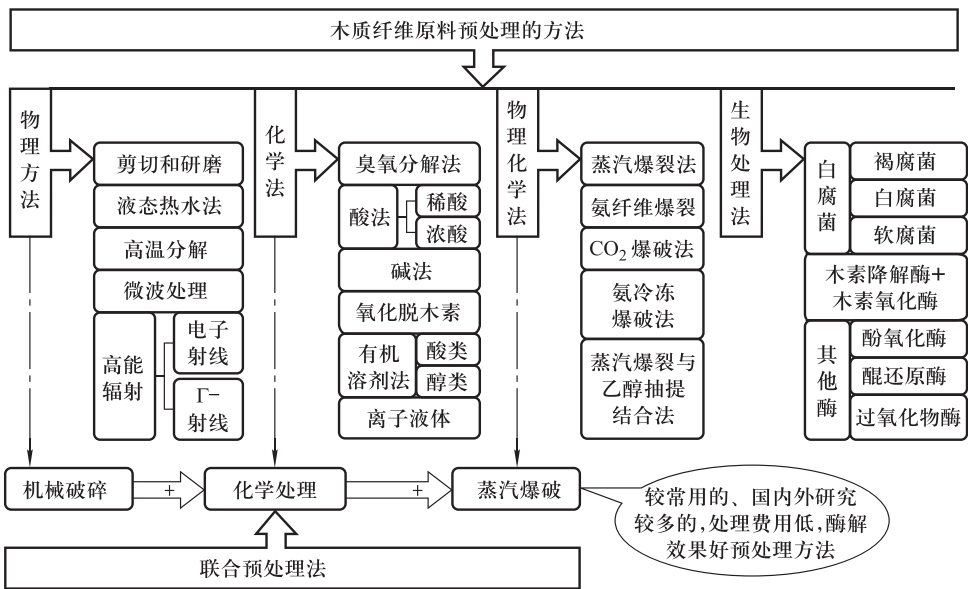 木质纤维原料预处理的方法
物理方法
剪切和研磨
液态热水法
高温分解
微波处理
高能
辐射
电子
射线
Γ-
射线
化学法
臭氧分解法
酸法
稀酸
浓酸
碱法
氧化脱木素
有机
溶剂法
酸类
醇类
离子液体
物理化学法
蒸汽爆裂法
氨纤维爆裂
CO₂ 爆破法
氨冷冻
爆破法
蒸汽爆裂与
乙醇抽提
结合法
生物处理法
白腐菌
褐腐菌
白腐菌
软腐菌
木素降解酶+
木素氧化酶
其他酶
酚氧化酶
醌还原酶
过氧化物酶
机械破碎
+
化学处理
+
蒸汽爆破
较常用的、国内外研究
较多的,处理费用低,酶解
效果好预处理方法
联合预处理法